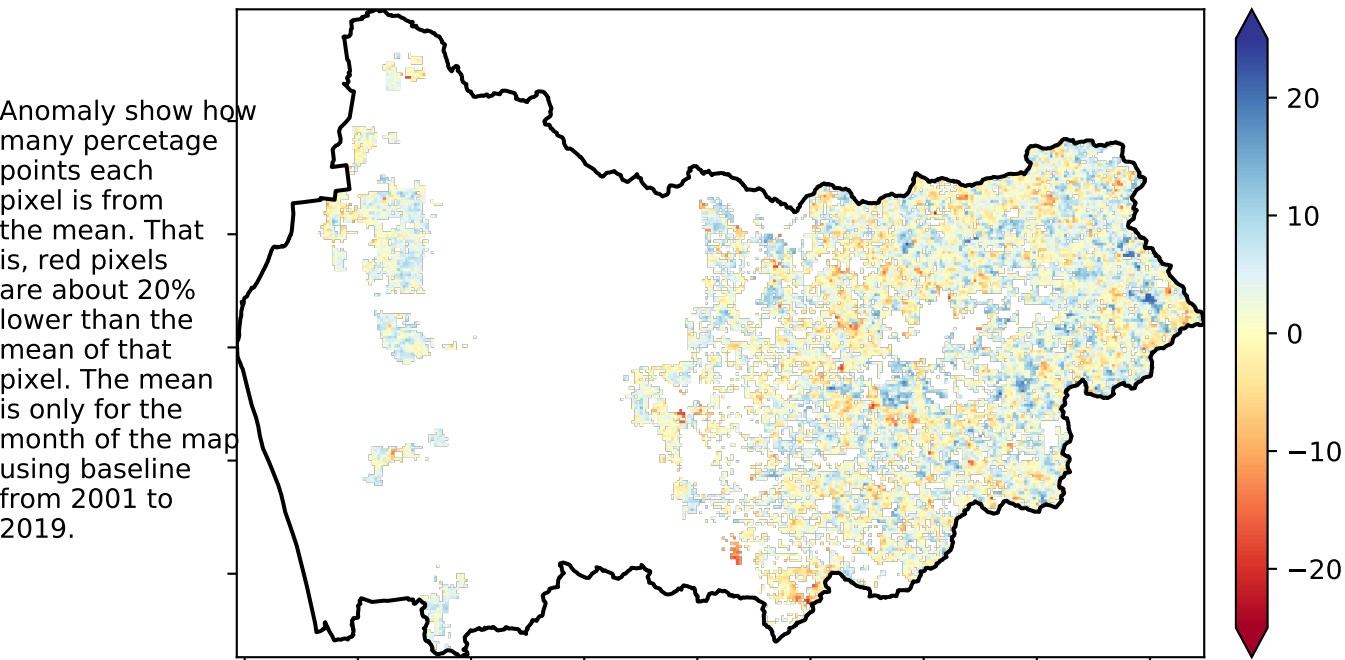 Anomaly show how
many percetage
points each
pixel is from
the mean. That
is, red pixels
are about 20%
lower than the
mean of that
pixel. The mean
is only for the
month of the map
using baseline
from 2001 to
2019.
20
10
0
−10
−20